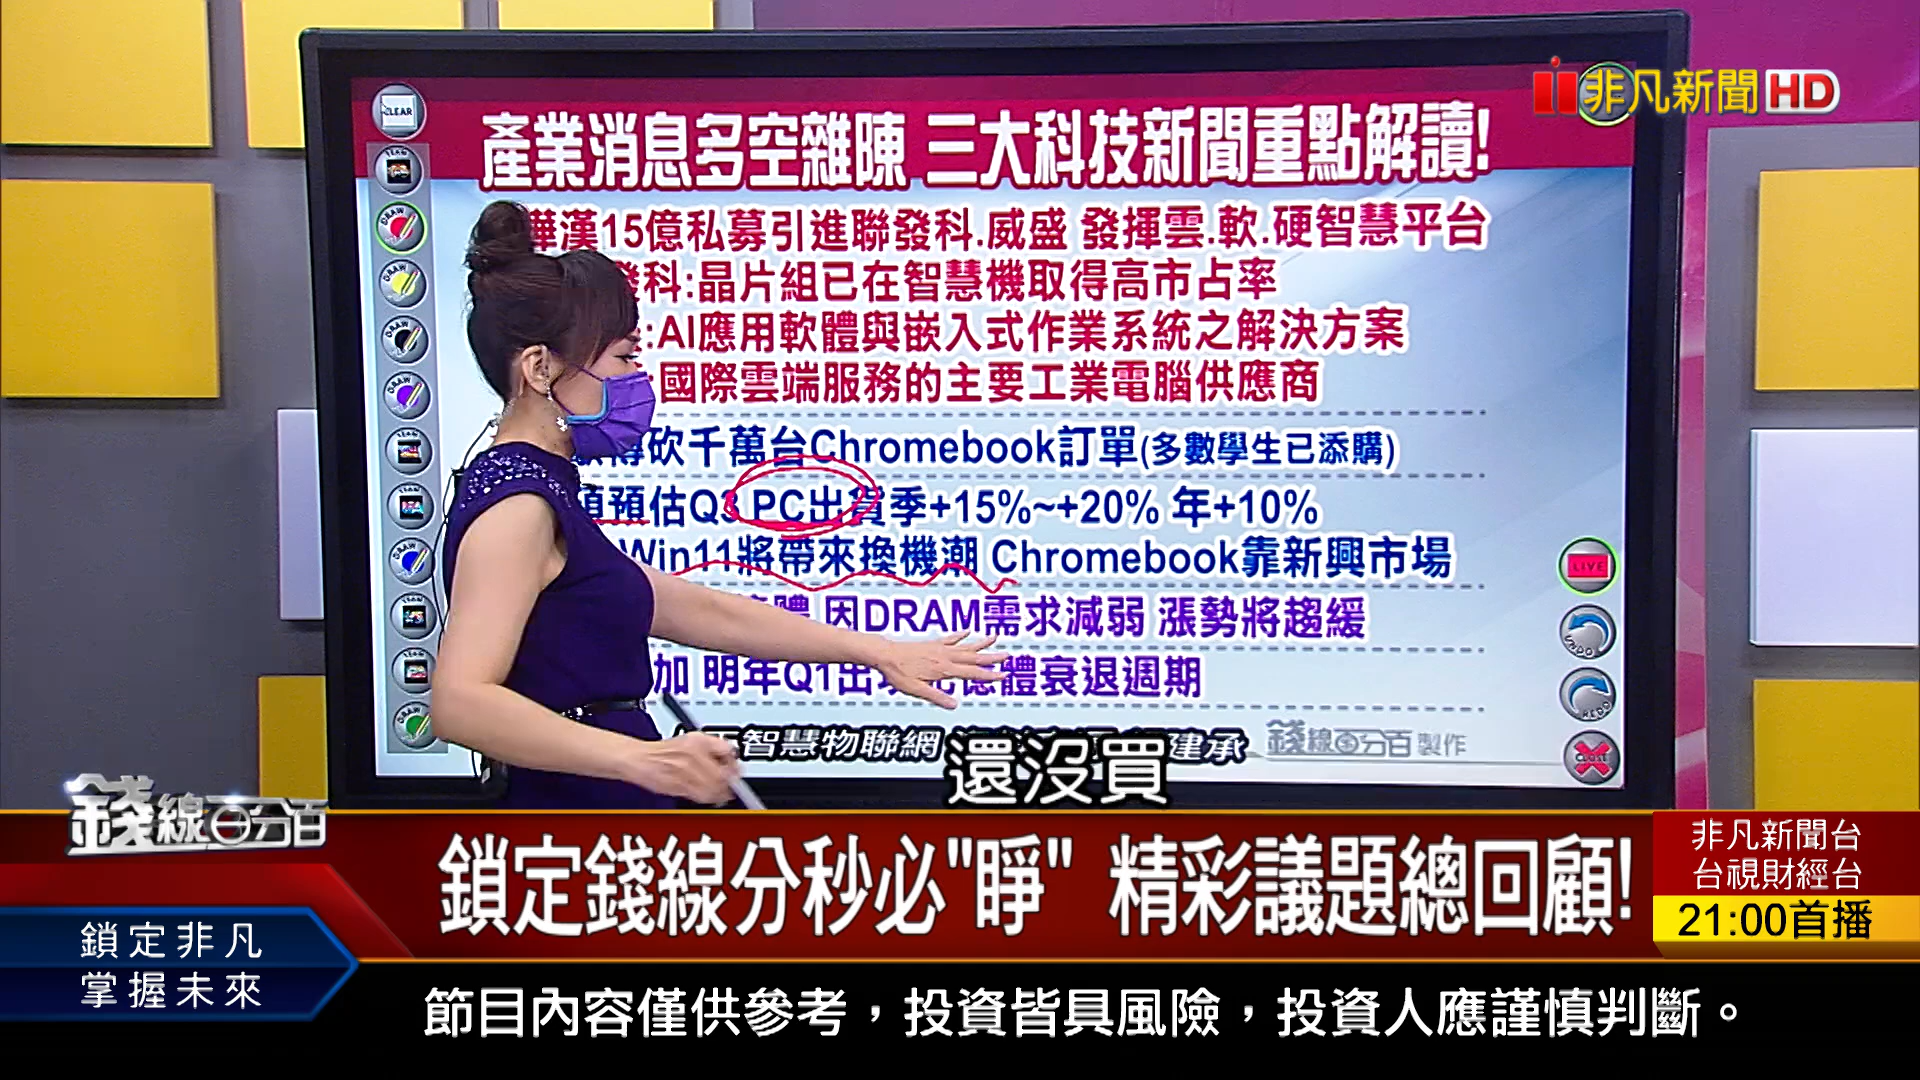 非凡新聞HD
CLEAR
產業消息多空雜陳 三大科技新聞重點解讀!
樺漢15億私募引進聯發科.威盛 發揮雲.軟.硬智慧平台
發科:晶片組已在智慧機取得高市占率
:AI應用軟體與嵌入式作業系統之解決方案
:國際雲端服務的主要工業電腦供應商
傳砍千萬台Chromebook訂單(多數學生已添購)
預估Q3 PC出貨季+15%~+20% 年+10%
Win11將帶來換機潮 Chromebook靠新興市場
體 因DRAM需求減弱 漲勢將趨緩
加 明年Q1出現記憶體衰退週期
智慧物聯網 建承 錢線百分百 製作
LIVE
UNDO
REDO
CLOSE
還沒買
錢線百分百
鎖定錢線分秒必"睜" 精彩議題總回顧!
非凡新聞台
台視財經台
21:00首播
鎖定非凡
掌握未來
節目內容僅供參考，投資皆具風險，投資人應謹慎判斷。